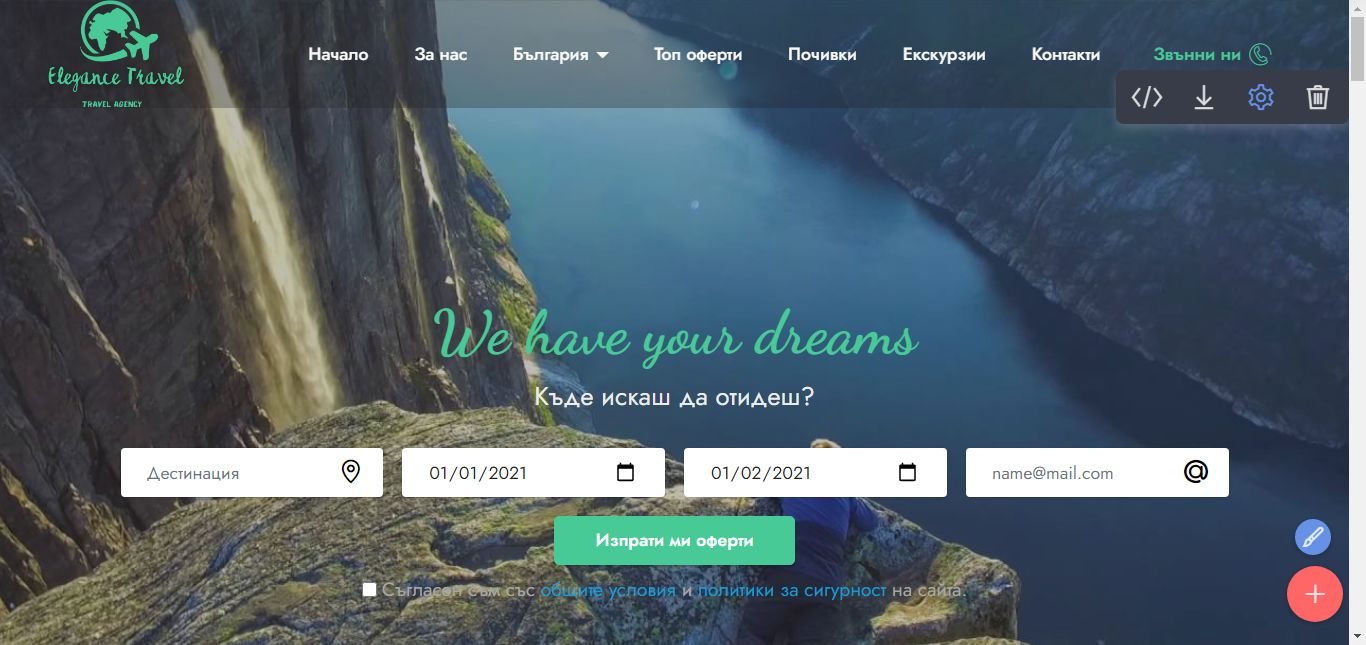 Elegance Travel
TRAVEL AGENCY
Начало За нас България Топ оферти Почивки Екскурзии Контакти Звънни ни
We have your dreams
Къде искаш да отидеш?
Дестинация 01/01/2021 01/02/2021 name@mail.com
Изпрати ми оферти
Съгласен съм със общите условия и политики за сигурност на сайта.